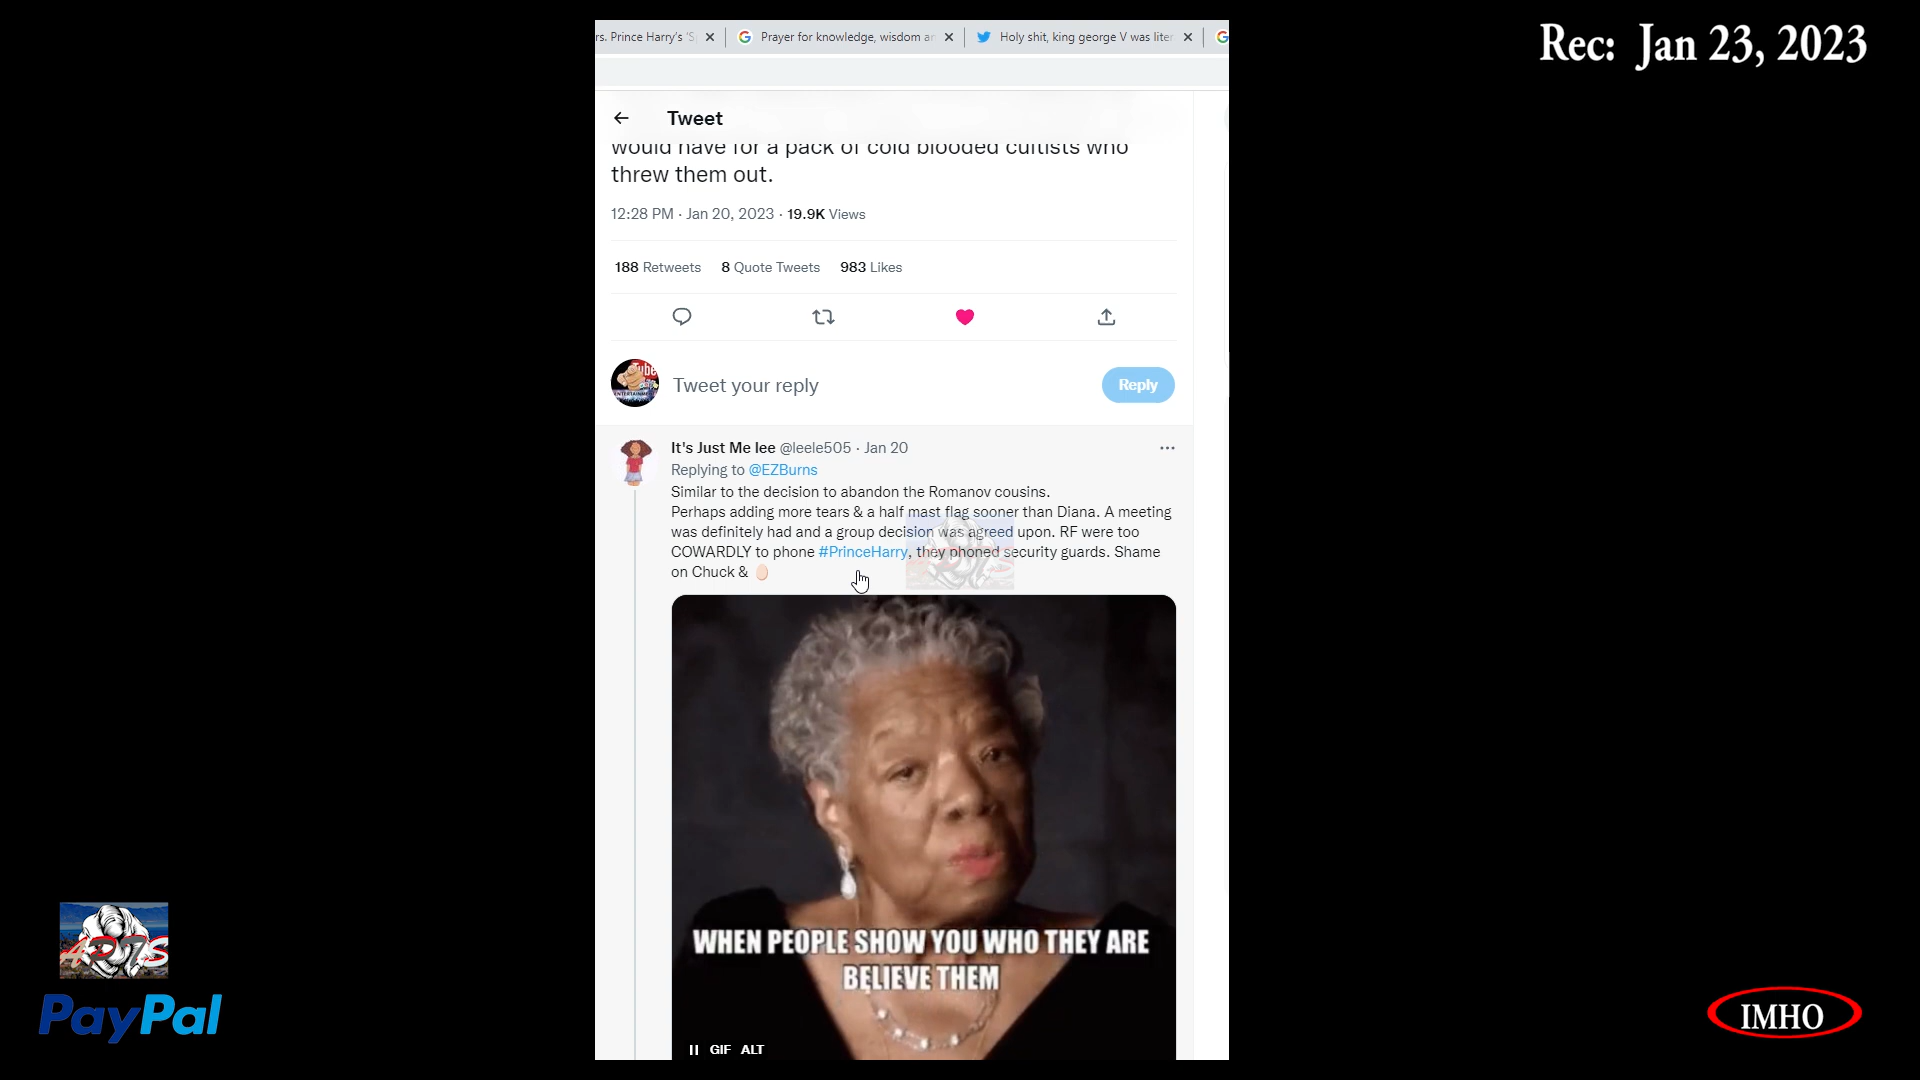 Rec: Jan 23, 2023
rs. Prince Harry's 'S
Prayer for knowledge, wisdom an
Holy shit, king george V was liter
Tweet
would have for a pack of cold blooded cultists who
threw them out.
12:28 PM · Jan 20, 2023 · 19.9K Views
188 Retweets 8 Quote Tweets 983 Likes
Tweet your reply
Reply
It's Just Me lee @leele505 · Jan 20
Replying to @EZBurns
Similar to the decision to abandon the Romanov cousins.
Perhaps adding more tears & a half mast flag sooner than Diana. A meeting
was definitely had and a group decision was agreed upon. RF were too
COWARDLY to phone #PrinceHarry, they phoned security guards. Shame
on Chuck &
WHEN PEOPLE SHOW YOU WHO THEY ARE
BELIEVE THEM
GIF ALT
PayPal
IMHO